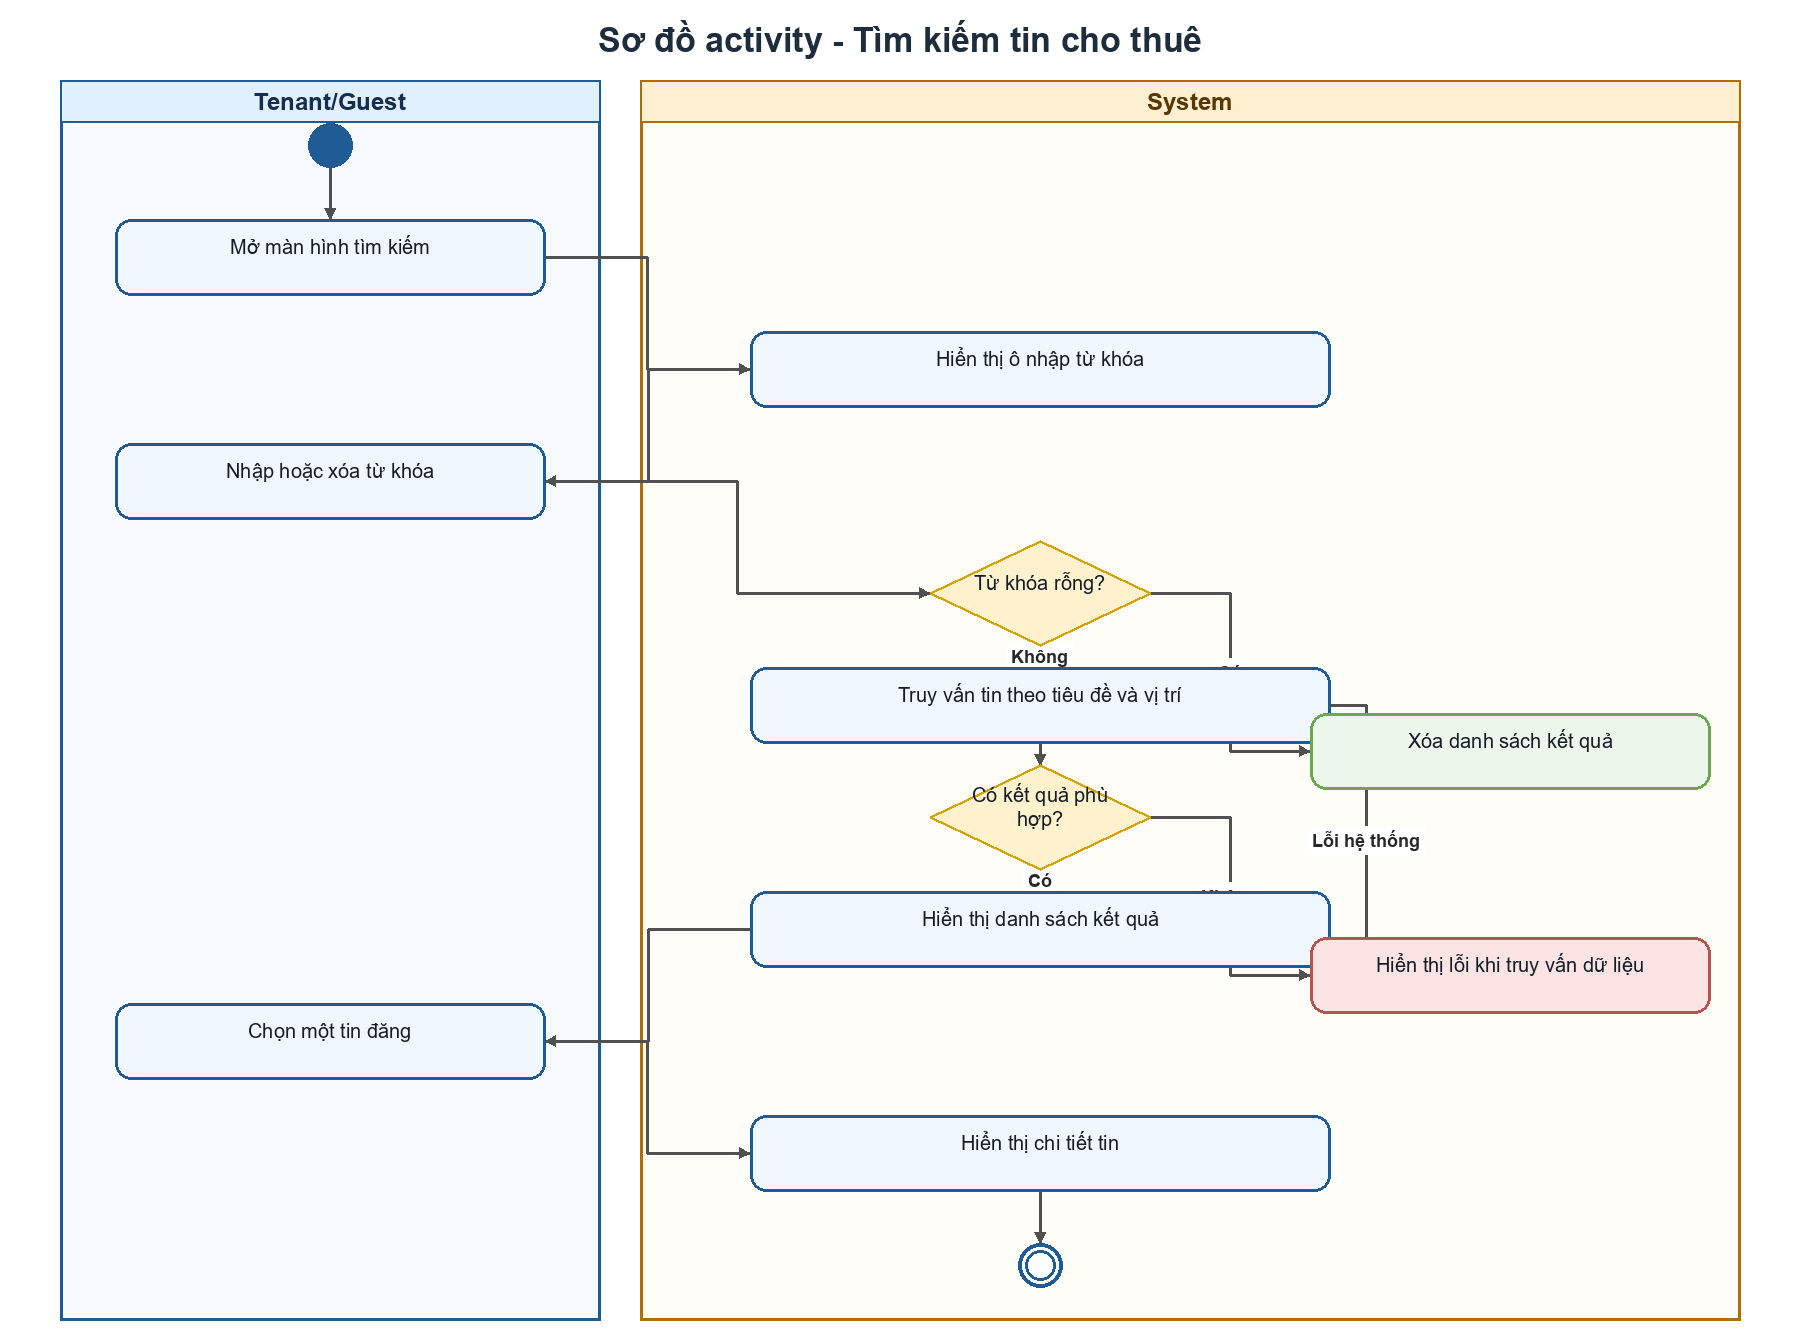 Sơ đồ activity - Tìm kiếm tin cho thuê
Tenant/Guest
System
Mở màn hình tìm kiếm
Hiển thị ô nhập từ khóa
Nhập hoặc xóa từ khóa
Từ khóa rỗng?
Không
Truy vấn tin theo tiêu đề và vị trí
Xóa danh sách kết quả
Có kết quả phù
hợp?
Lỗi hệ thống
Có
Hiển thị danh sách kết quả
Hiển thị lỗi khi truy vấn dữ liệu
Chọn một tin đăng
Hiển thị chi tiết tin